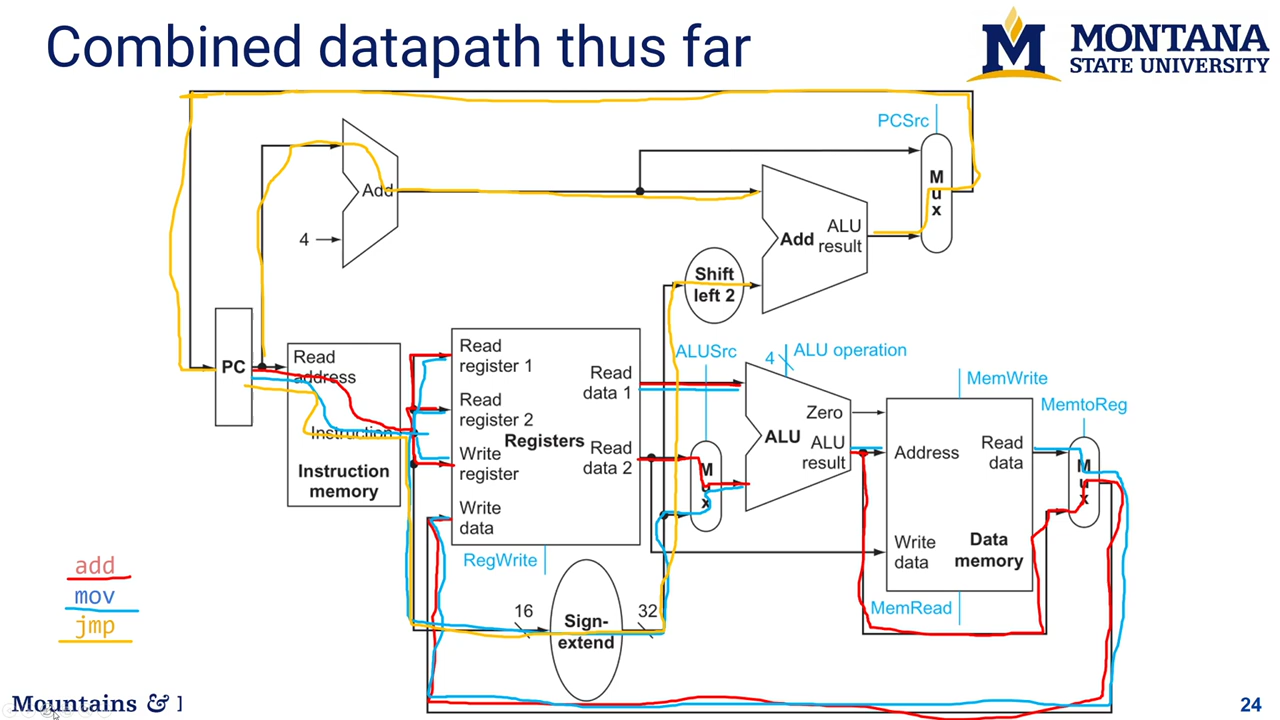 Combined datapath thus far
M
MONTANA
STATE UNIVERSITY
PCSrc
M
u
x
Add
4
Add
ALU
result
Shift
left 2
PC
Read
address
Instruction
Instruction
memory
Read
register 1
Read
register 2
Write
register
Write
data
Registers
Read
data 1
Read
data 2
RegWrite
ALUSrc
M
u
x
4
ALU operation
Zero
ALU
ALU
result
MemWrite
Address
Read
data
Write
data
Data
memory
MemRead
MemtoReg
M
u
x
16
Sign-
extend
32
add
mov
jmp
Mountains &
24